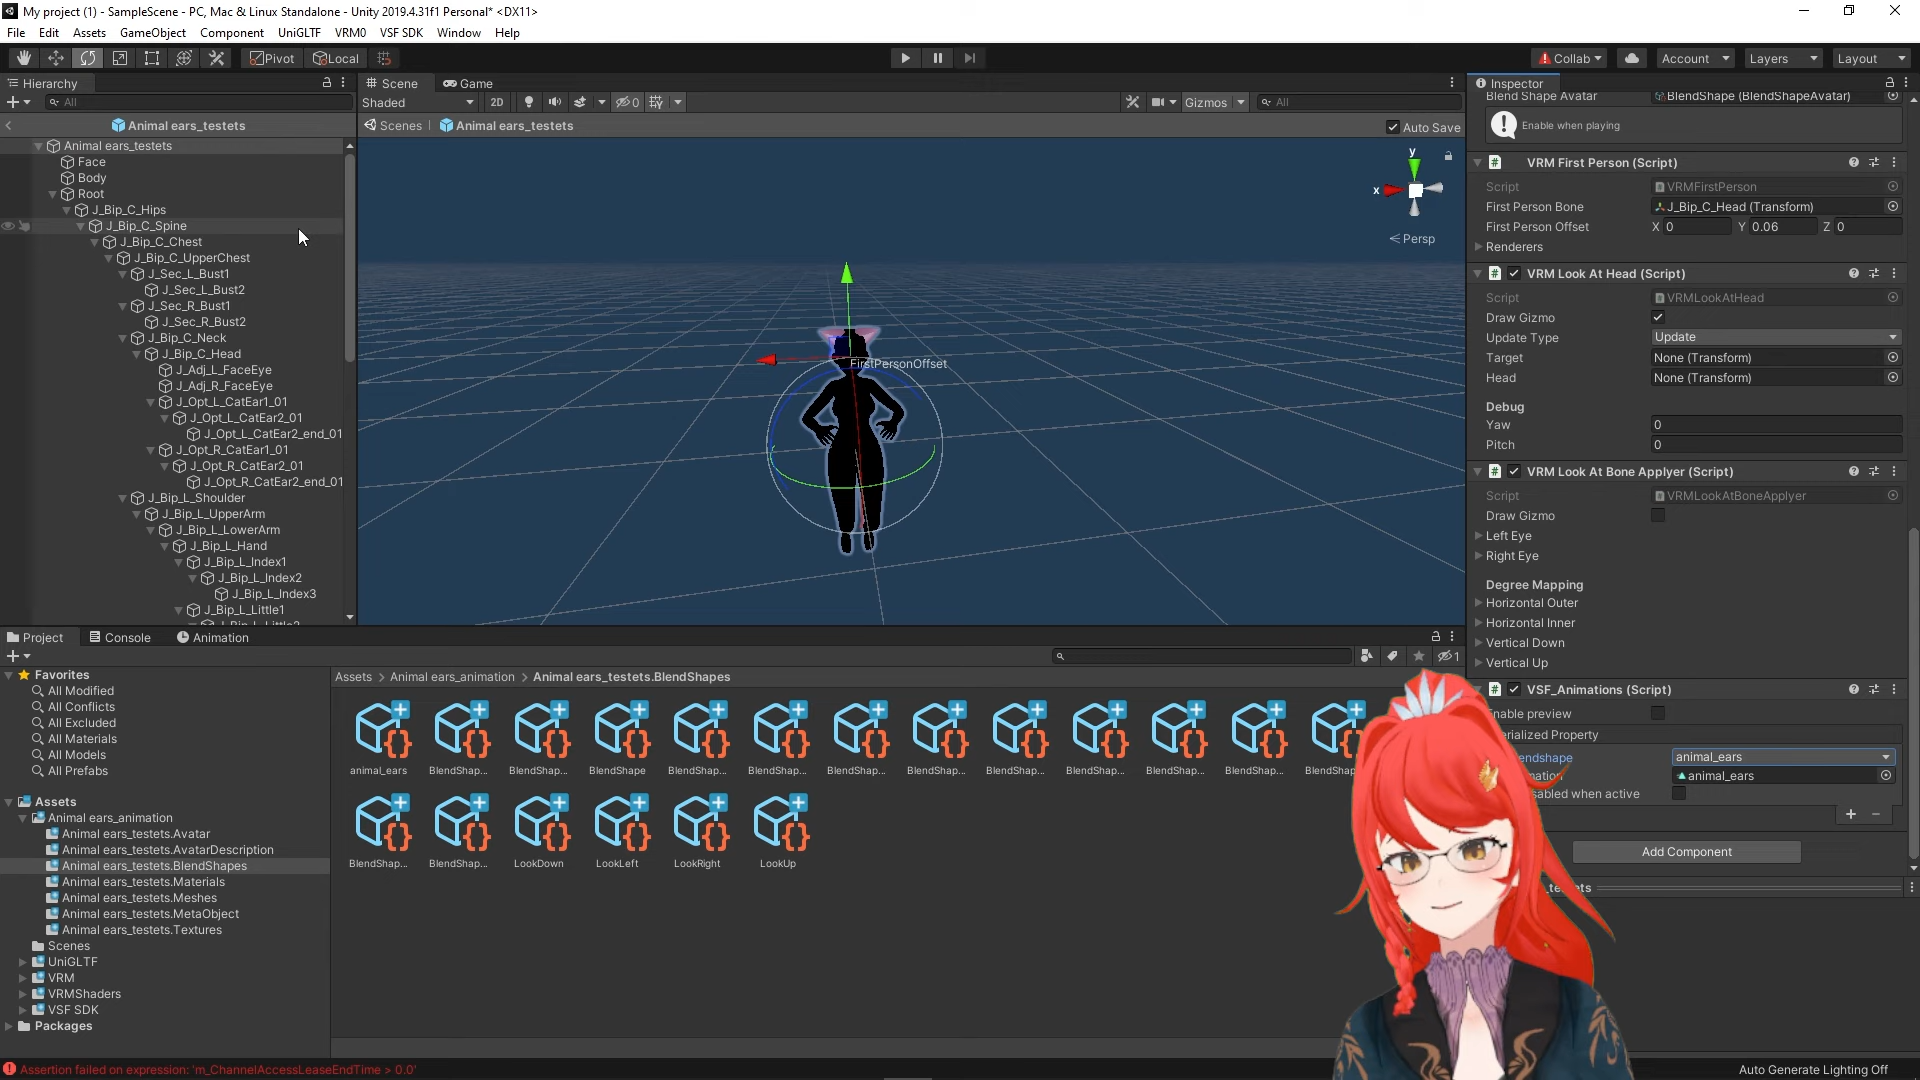 My project (1) - SampleScene - PC, Mac & Linux Standalone - Unity 2019.4.31f1 Personal* <DX11>
File Edit Assets GameObject Component UniGLTF VRM0 VSF SDK Window Help
Pivot Local Collab Account Layers Layout
Hierarchy
All
Animal ears_testets
Animal ears_testets
Face
Body
Root
J_Bip_C_Hips
J_Bip_C_Spine
J_Bip_C_Chest
J_Bip_C_UpperChest
J_Sec_L_Bust1
J_Sec_L_Bust2
J_Sec_R_Bust1
J_Sec_R_Bust2
J_Bip_C_Neck
J_Bip_C_Head
J_Adj_L_FaceEye
J_Adj_R_FaceEye
J_Opt_L_CatEar1_01
J_Opt_L_CatEar2_01
J_Opt_L_CatEar2_end_01
J_Opt_R_CatEar1_01
J_Opt_R_CatEar2_01
J_Opt_R_CatEar2_end_01
J_Bip_L_Shoulder
J_Bip_L_UpperArm
J_Bip_L_LowerArm
J_Bip_L_Hand
J_Bip_L_Index1
J_Bip_L_Index2
J_Bip_L_Index3
J_Bip_L_Little1
Scene Game
Shaded 2D 0 Gizmos All
Scenes Animal ears_testets Auto Save
y
x
Persp
FirstPersonOffset
Inspector
Blend Shape Avatar BlendShape (BlendShapeAvatar)
Enable when playing
VRM First Person (Script)
Script VRMFirstPerson
First Person Bone J_Bip_C_Head (Transform)
First Person Offset X 0 Y 0.06 Z 0
Renderers
VRM Look At Head (Script)
Script VRMLookAtHead
Draw Gizmo
Update Type Update
Target None (Transform)
Head None (Transform)
Debug
Yaw 0
Pitch 0
VRM Look At Bone Applyer (Script)
Script VRMLookAtBoneApplyer
Draw Gizmo
Left Eye
Right Eye
Degree Mapping
Horizontal Outer
Horizontal Inner
Vertical Down
Vertical Up
VSF_Animations (Script)
nable preview
erialized Property
endshape animal_ears
mation animal_ears
sabled when active
Add Component
_testets
Project Console Animation
1
Favorites
All Modified
All Conflicts
All Excluded
All Materials
All Models
All Prefabs
Assets
Animal ears_animation
Animal ears_testets.Avatar
Animal ears_testets.AvatarDescription
Animal ears_testets.BlendShapes
Animal ears_testets.Materials
Animal ears_testets.Meshes
Animal ears_testets.MetaObject
Animal ears_testets.Textures
Scenes
UniGLTF
VRM
VRMShaders
VSF SDK
Packages
Assets > Animal ears_animation > Animal ears_testets.BlendShapes
animal_ears BlendShap... BlendShap... BlendShape BlendShap... BlendShap... BlendShap... BlendShap... BlendShap... BlendShap... BlendShap... BlendShap... BlendShap
BlendShap... BlendShap... LookDown LookLeft LookRight LookUp
Assertion failed on expression: 'm_ChannelAccessLeaseEndTime > 0.0'
Auto Generate Lighting Off